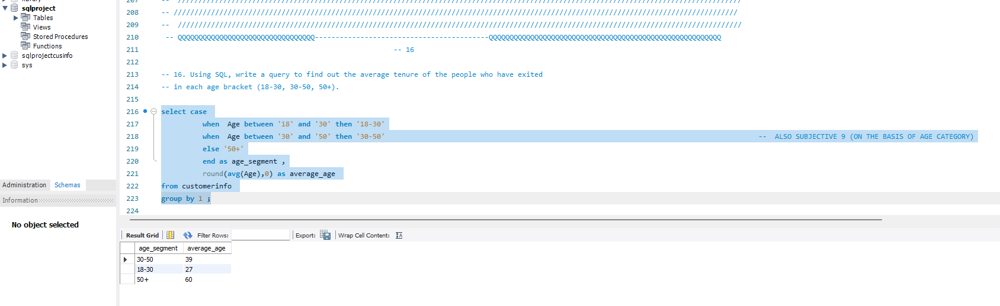 library
sqlproject
Tables
Views
Stored Procedures
Functions
sqlprojectcusinfo
sys
Administration Schemas
Information
No object selected
207 --
208 --
209 --
210 --
211 -- 16
212
213 -- 16. Using SQL, write a query to find out the average tenure of the people who have exited
214 -- in each age bracket (18-30, 30-50, 50+).
215
216 select case
217 when Age between '18' and '30' then '18-30'
218 when Age between '30' and '50' then '30-50' -- ALSO SUBJECTIVE 9 (ON THE BASIS OF AGE CATEGORY)
219 else '50+'
220 end as age_segment ,
221 round(avg(Age),0) as average_age
222 from customerinfo
223 group by 1 ;
224
Result Grid Filter Rows: Export: Wrap Cell Content:
age_segment average_age
30-50 39
18-30 27
50+ 60